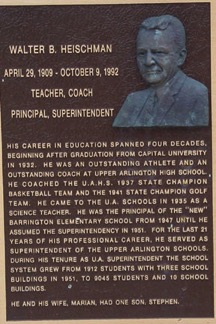 WALTER B. HEISCHMAN
APRIL 29, 1909 - OCTOBER 9, 1992
TEACHER, COACH
PRINCIPAL, SUPERINTENDENT
HIS CAREER IN EDUCATION SPANNED FOUR DECADES,
BEGINNING AFTER GRADUATION FROM CAPITAL UNIVERSITY
IN 1932. HE WAS AN OUTSTANDING ATHLETE AND AN
OUTSTANDING COACH AT UPPER ARLINGTON HIGH SCHOOL.
HE COACHED THE U.A.H.S. 1937 STATE CHAMPION
BASKETBALL TEAM AND THE 1941 STATE CHAMPION GOLF
TEAM. HE CAME TO THE U.A. SCHOOLS IN 1935 AS A
SCIENCE TEACHER. HE WAS THE PRINCIPAL OF THE "NEW"
BARRINGTON ELEMENTARY SCHOOL FROM 1947 UNTIL HE
ASSUMED THE SUPERINTENDENCY IN 1951. FOR THE LAST 21
YEARS OF HIS PROFESSIONAL CAREER, HE SERVED AS
SUPERINTENDENT OF THE UPPER ARLINGTON SCHOOLS.
DURING HIS TENURE AS U.A. SUPERINTENDENT THE SCHOOL
SYSTEM GREW FROM 1912 STUDENTS WITH THREE SCHOOL
BUILDINGS IN 1951, TO 9045 STUDENTS AND 10 SCHOOL
BUILDINGS.
HE AND HIS WIFE, MARIAN, HAD ONE SON, STEPHEN.